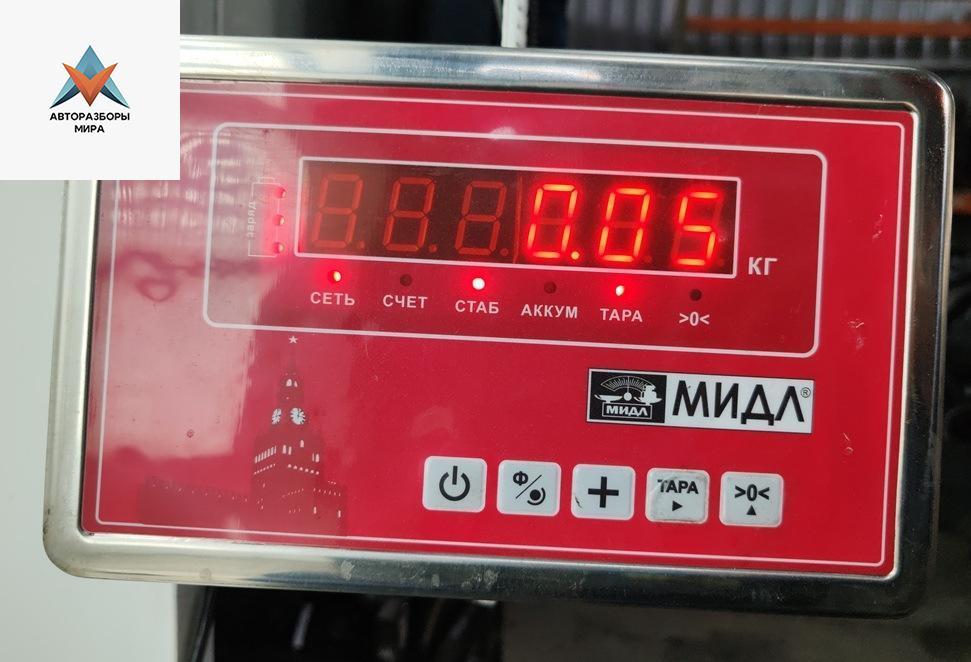 АВТОРАЗБОРЫ
МИРА
заряд
0.05
КГ
СЕТЬ СЧЕТ СТАБ АККУМ ТАРА >0<
МИДЛ МИДЛ®
Ф + ТАРА >0<